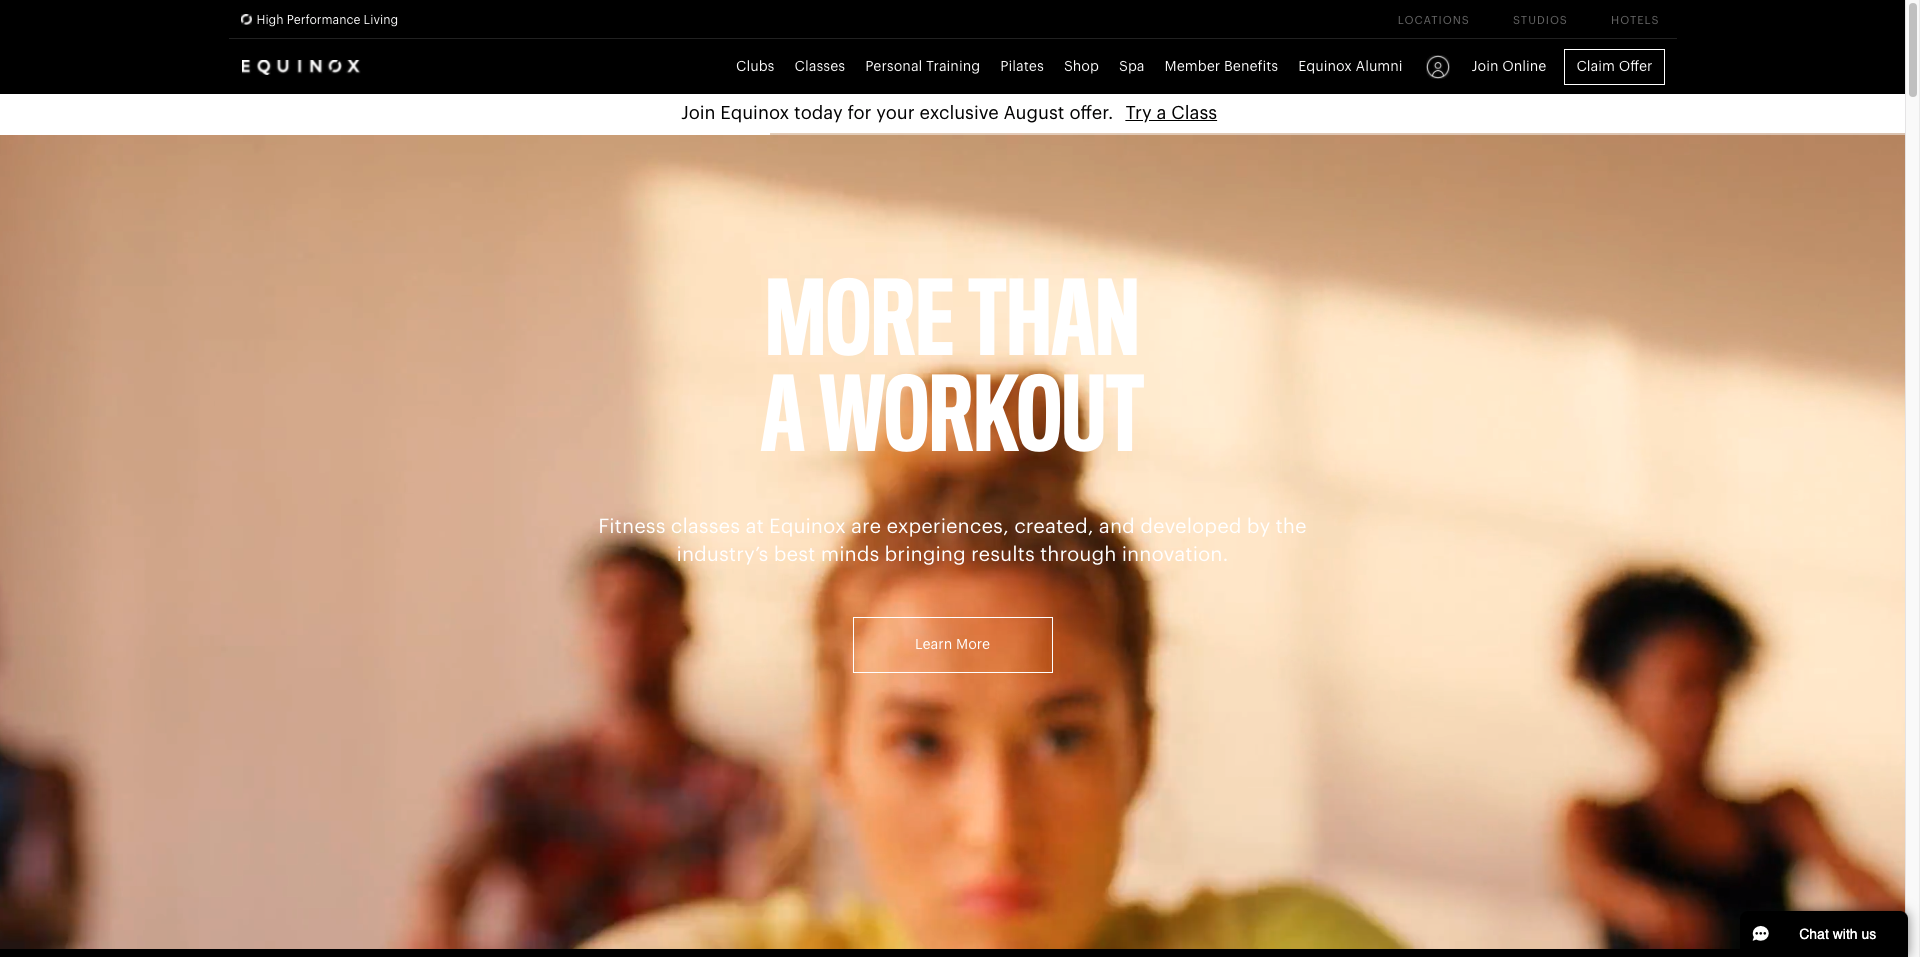 High Performance Living
LOCATIONS STUDIOS HOTELS
EQUINOX
Clubs Classes Personal Training Pilates Shop Spa Member Benefits Equinox Alumni Join Online Claim Offer
Join Equinox today for your exclusive August offer. Try a Class
MORE THAN
A WORKOUT
Fitness classes at Equinox are experiences, created, and developed by the
industry's best minds bringing results through innovation.
Learn More
Chat with us